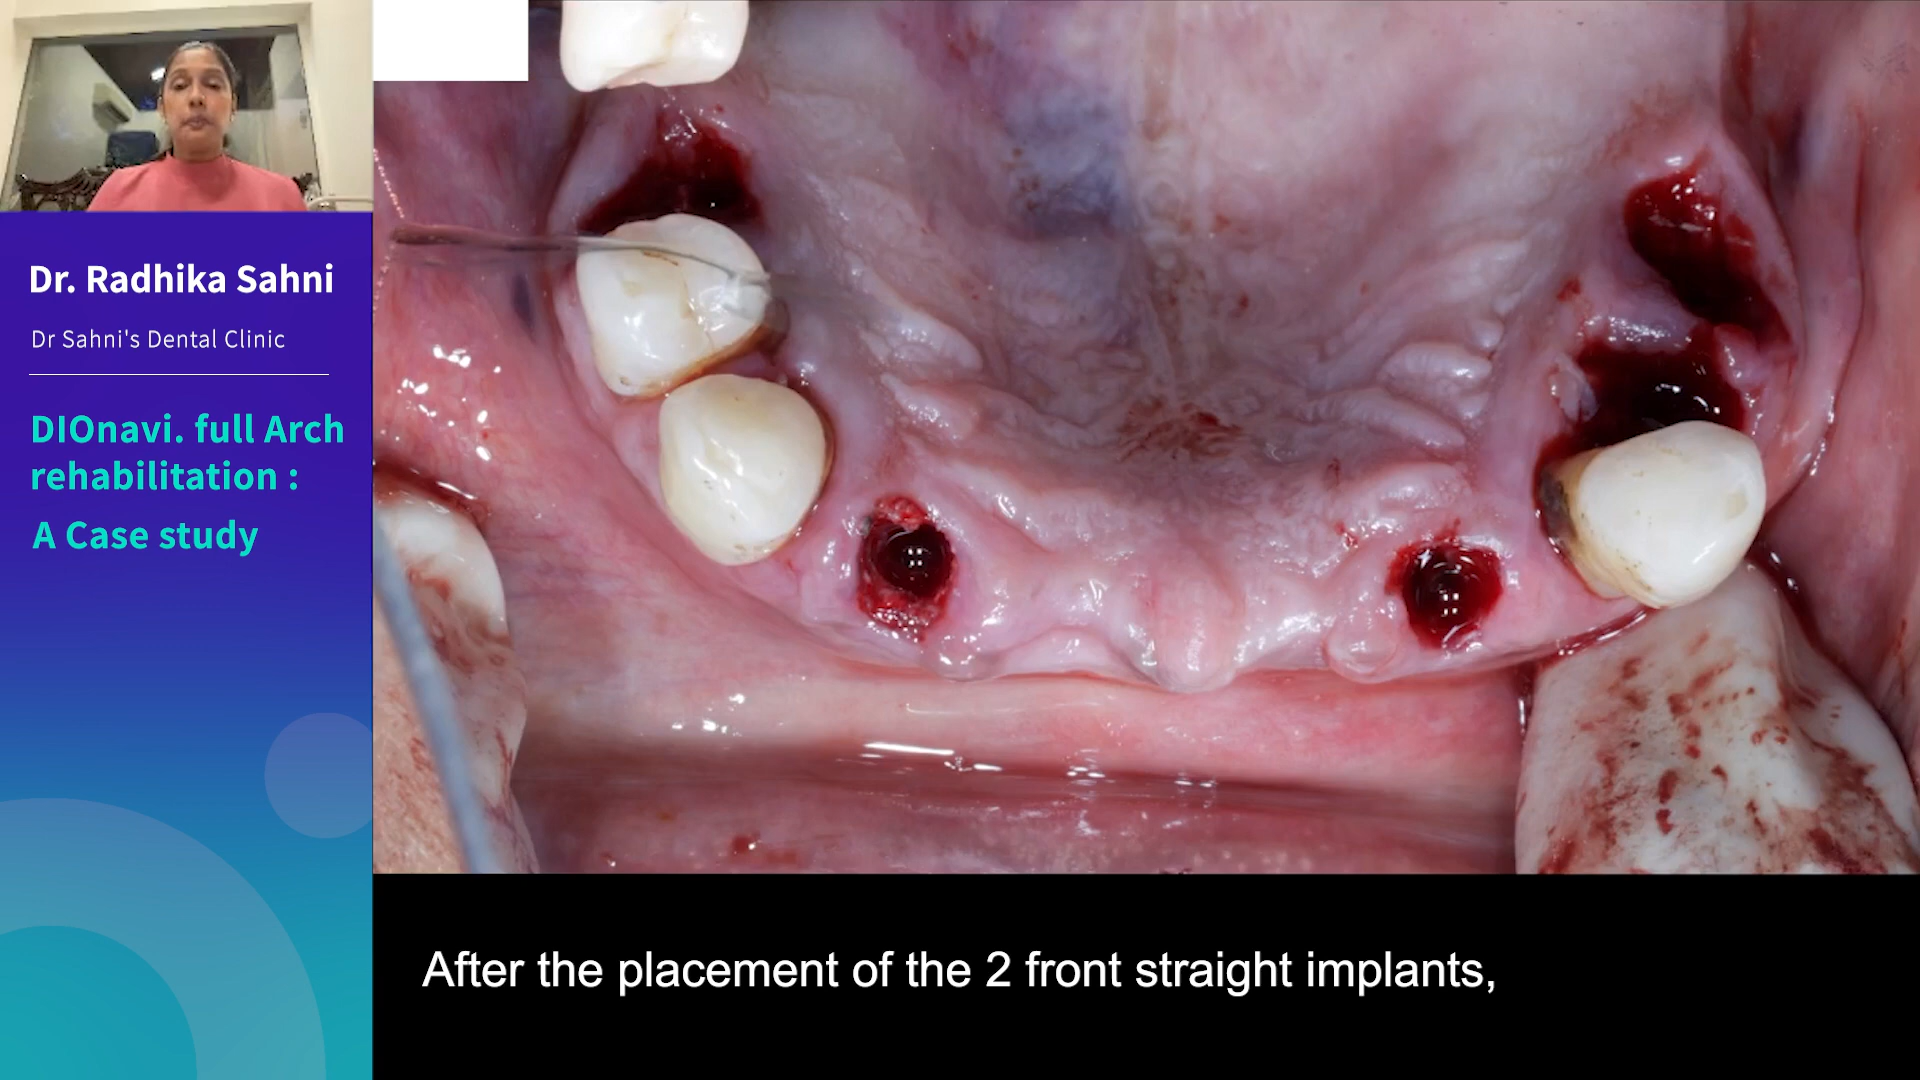 Dr. Radhika Sahni
Dr Sahni's Dental Clinic
DIOnavi. full Arch
rehabilitation :
A Case study
After the placement of the 2 front straight implants,